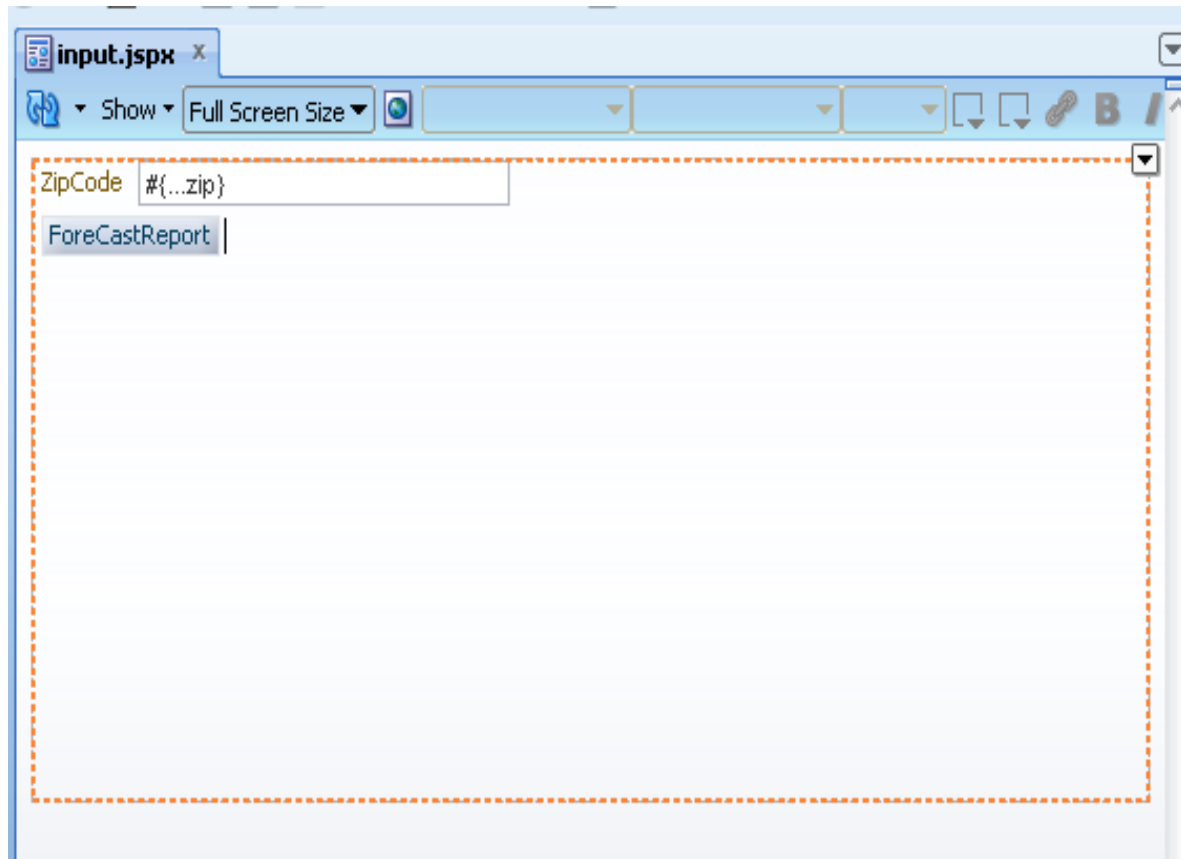 input.jspx x
Show Full Screen Size B I
ZipCode #{...zip}
ForeCastReport